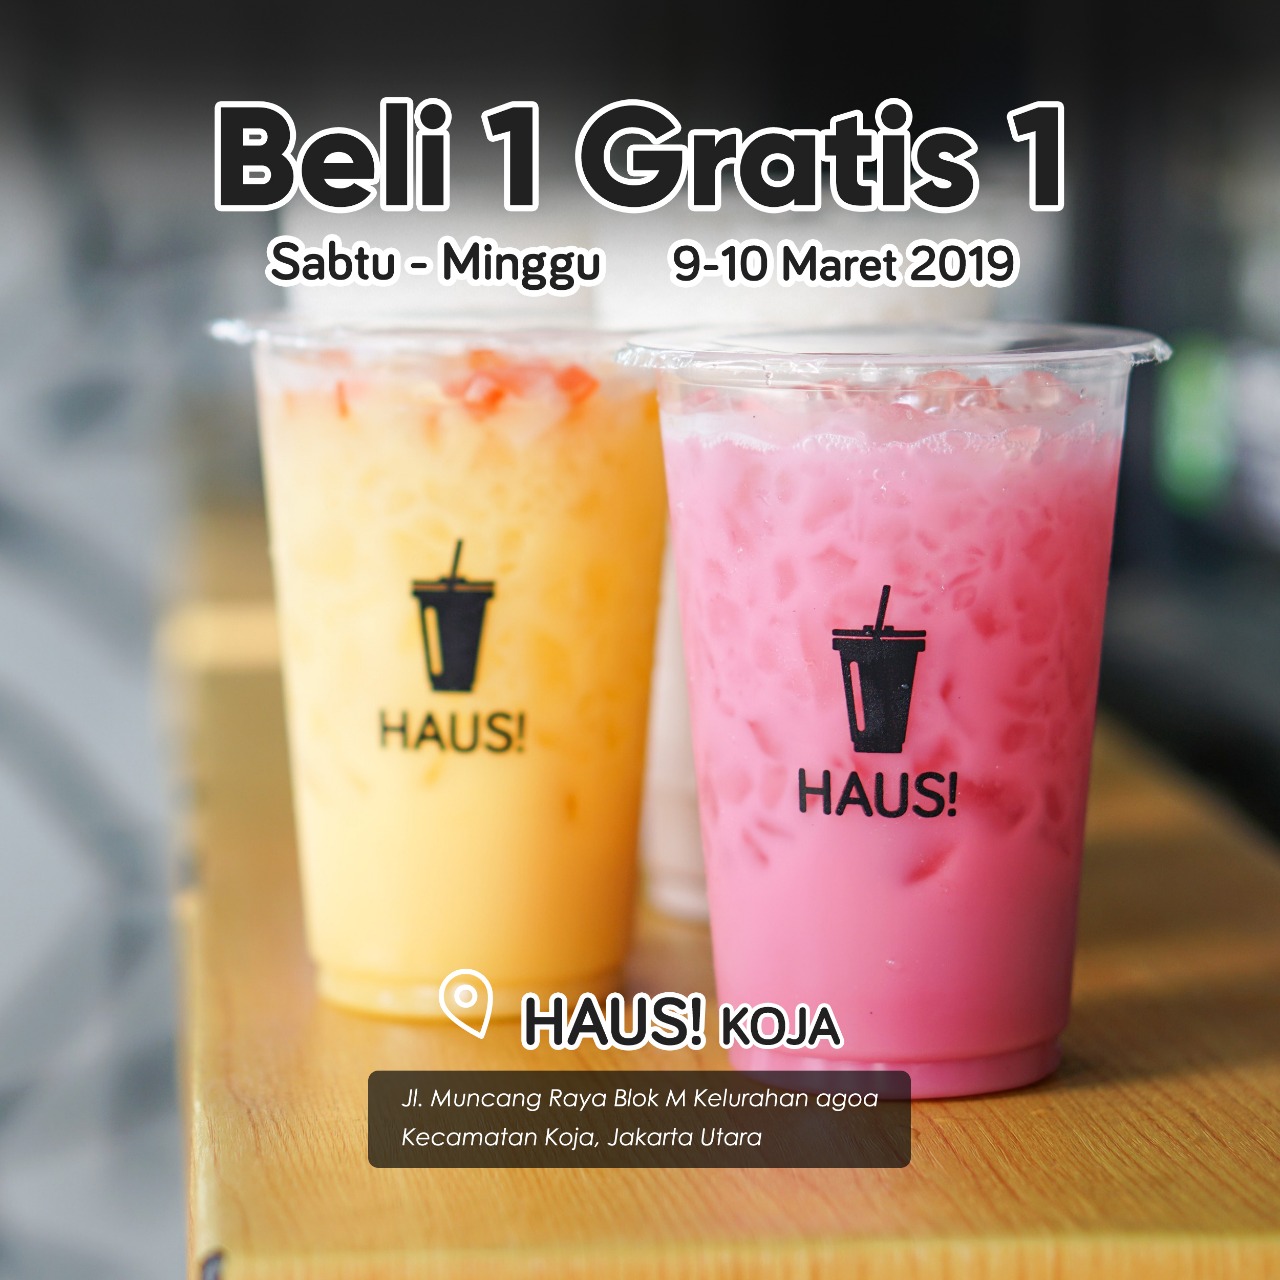 Beli 1 Gratis 1
Sabtu - Minggu 9-10 Maret 2019
HAUS!
HAUS!
HAUS! KOJA
Jl. Muncang Raya Blok M Kelurahan agoa
Kecamatan Koja, Jakarta Utara